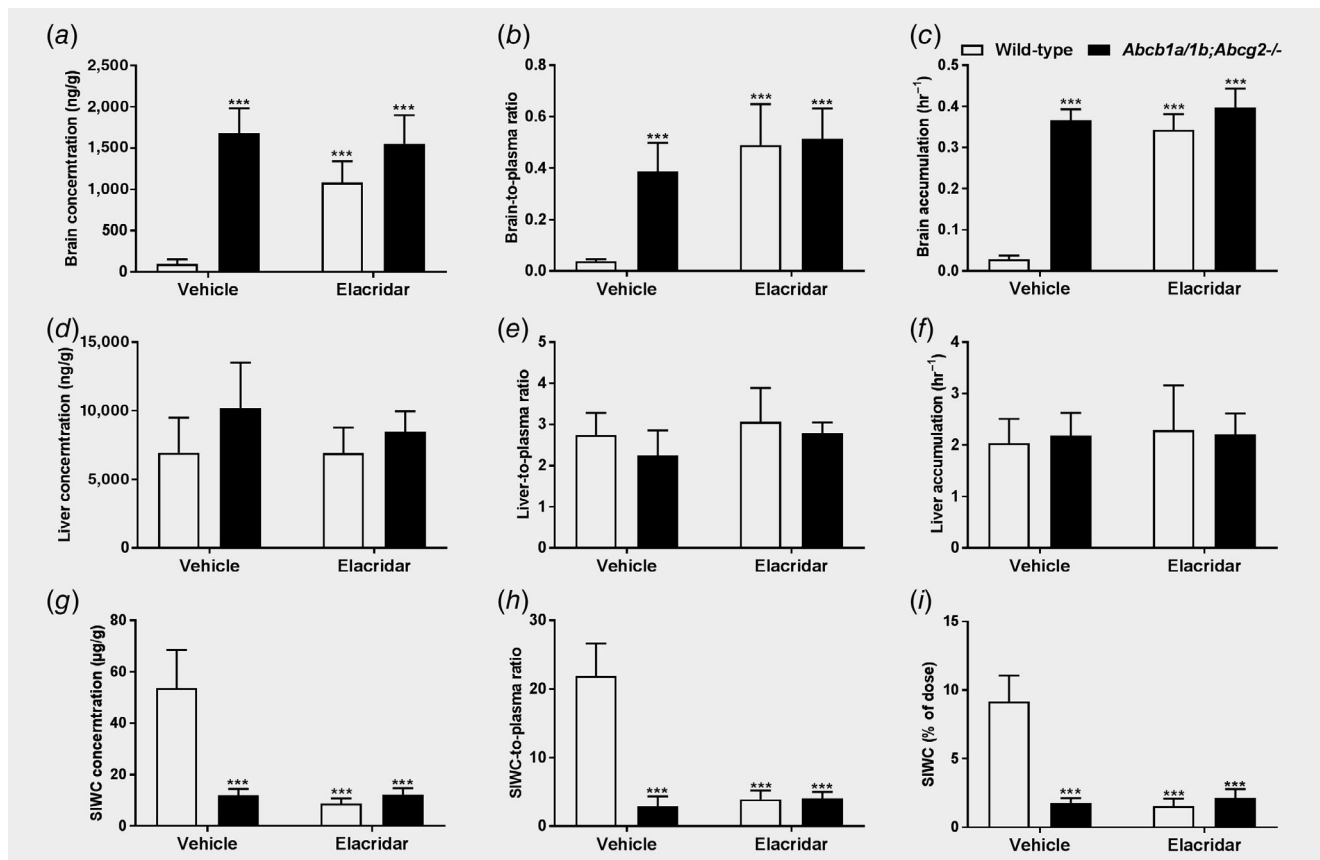 (a)
Brain concerntration (ng/g)
2,500
2,000
1,500
1,000
500
0
***
***
***
Vehicle
Elacridar
(b)
Brain-to-plasma ratio
0.8
0.6
0.4
0.2
0.0
***
***
***
Vehicle
Elacridar
(c)
Wild-type
Abcb1a/1b;Abcg2-/-
Brain accumulation (hr⁻¹)
0.5
0.4
0.3
0.2
0.1
0.0
***
***
***
Vehicle
Elacridar
(d)
Liver concerntration (ng/g)
15,000
10,000
5,000
0
Vehicle
Elacridar
(e)
Liver-to-plasma ratio
5
4
3
2
1
0
Vehicle
Elacridar
(f)
Liver accumulation (hr⁻¹)
4
3
2
1
0
Vehicle
Elacridar
(g)
SIWC concerntration (μg/g)
80
60
40
20
0
***
***
***
Vehicle
Elacridar
(h)
SIWC-to-plasma ratio
30
20
10
0
***
***
***
Vehicle
Elacridar
(i)
SIWC (% of dose)
15
10
5
0
***
***
***
Vehicle
Elacridar